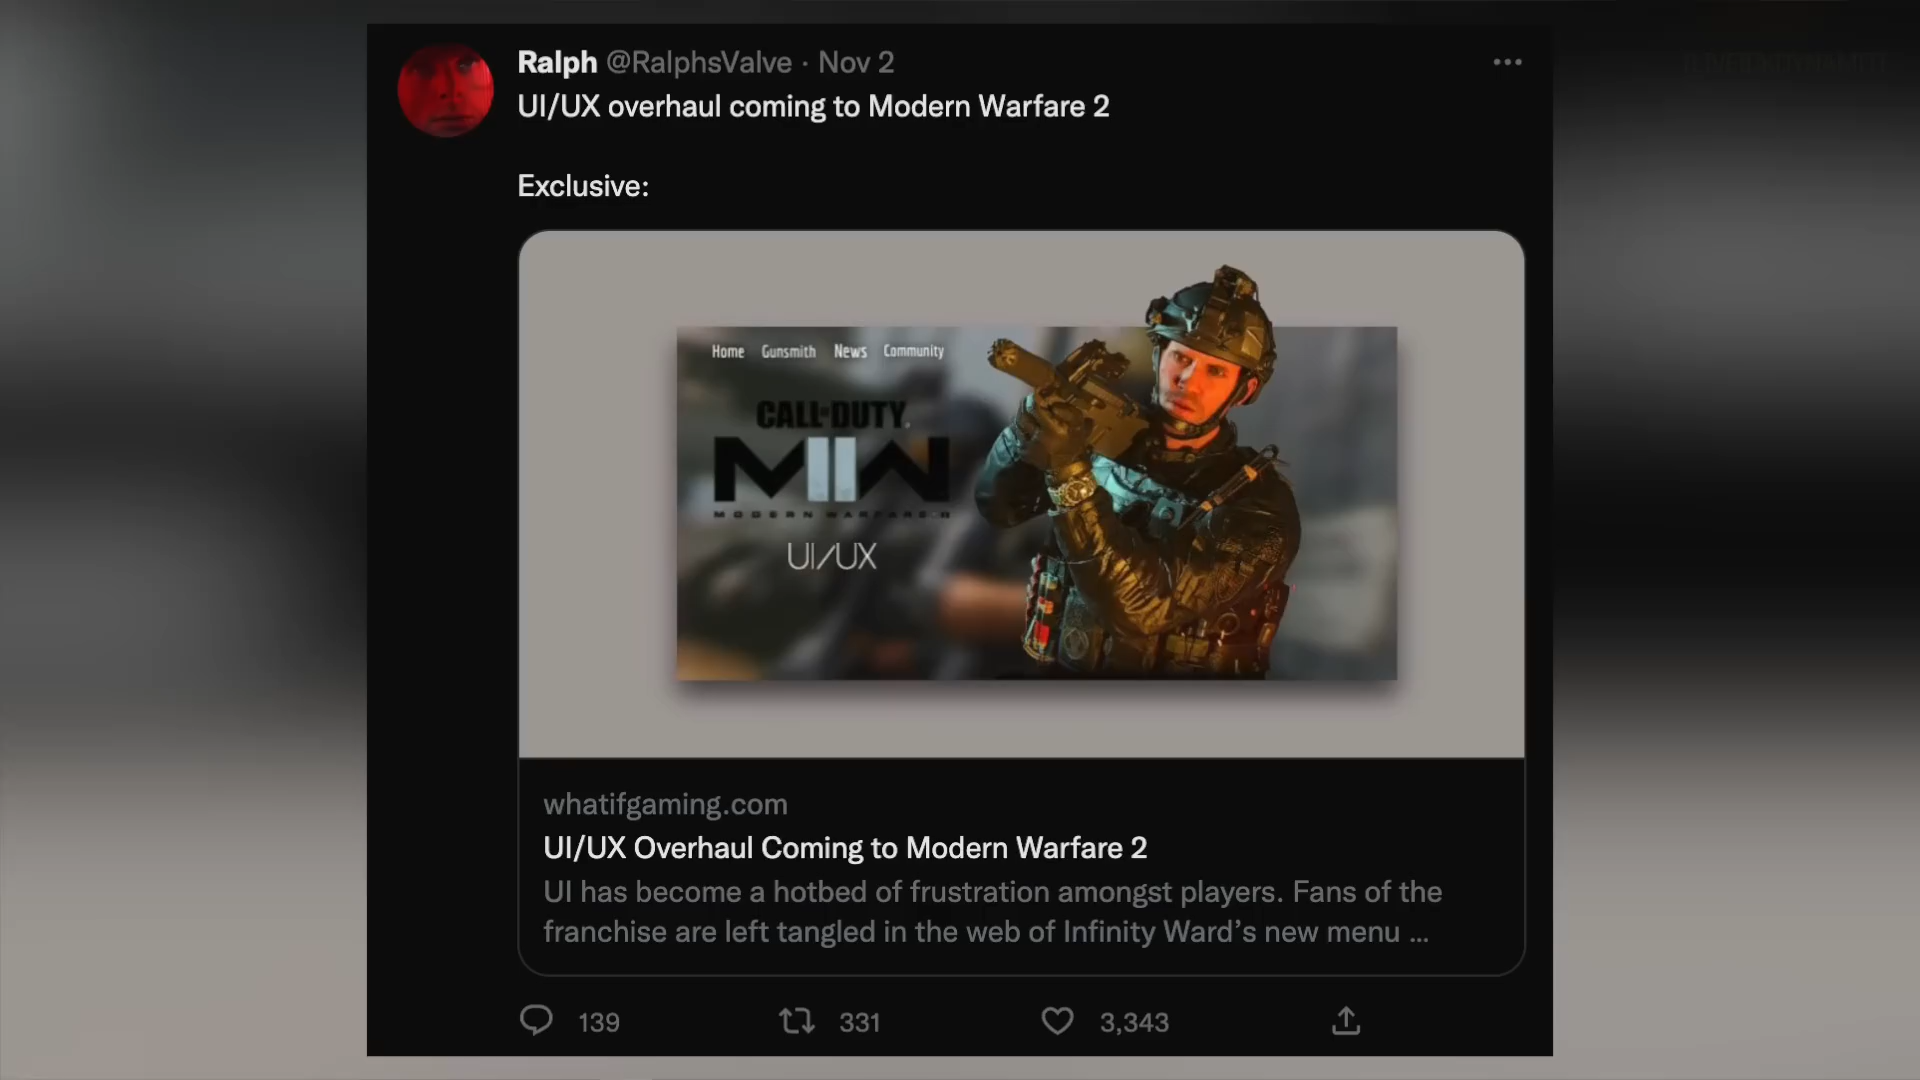 Ralph @RalphsValve · Nov 2
UI/UX overhaul coming to Modern Warfare 2
Exclusive:
Home Gunsmith News Community
CALL OF DUTY
MWII
MODERN WARFARE II
UI/UX
whatifgaming.com
UI/UX Overhaul Coming to Modern Warfare 2
UI has become a hotbed of frustration amongst players. Fans of the
franchise are left tangled in the web of Infinity Ward’s new menu ...
139 331 3,343